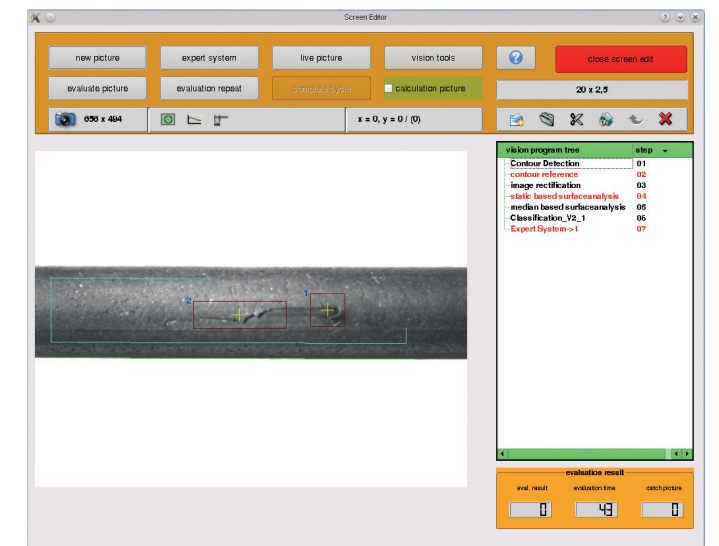 Screen Editor
new picture
expert system
live picture
vision tools
close screen edit
evaluate picture
evaluation repeat
complete cycle
calculation picture
20 x 2,5
656 x 494
x = 0, y = 0 / (0)
vision program tree step
Contour Detection 01
contour reference 02
image rectification 03
static based surfaceanalysis 04
median based surfaceanalysis 05
Classification_V2_1 06
Expert System->1 07
1
2
evaluation result
eval. result
evaluation time
catch picture
0
43
0